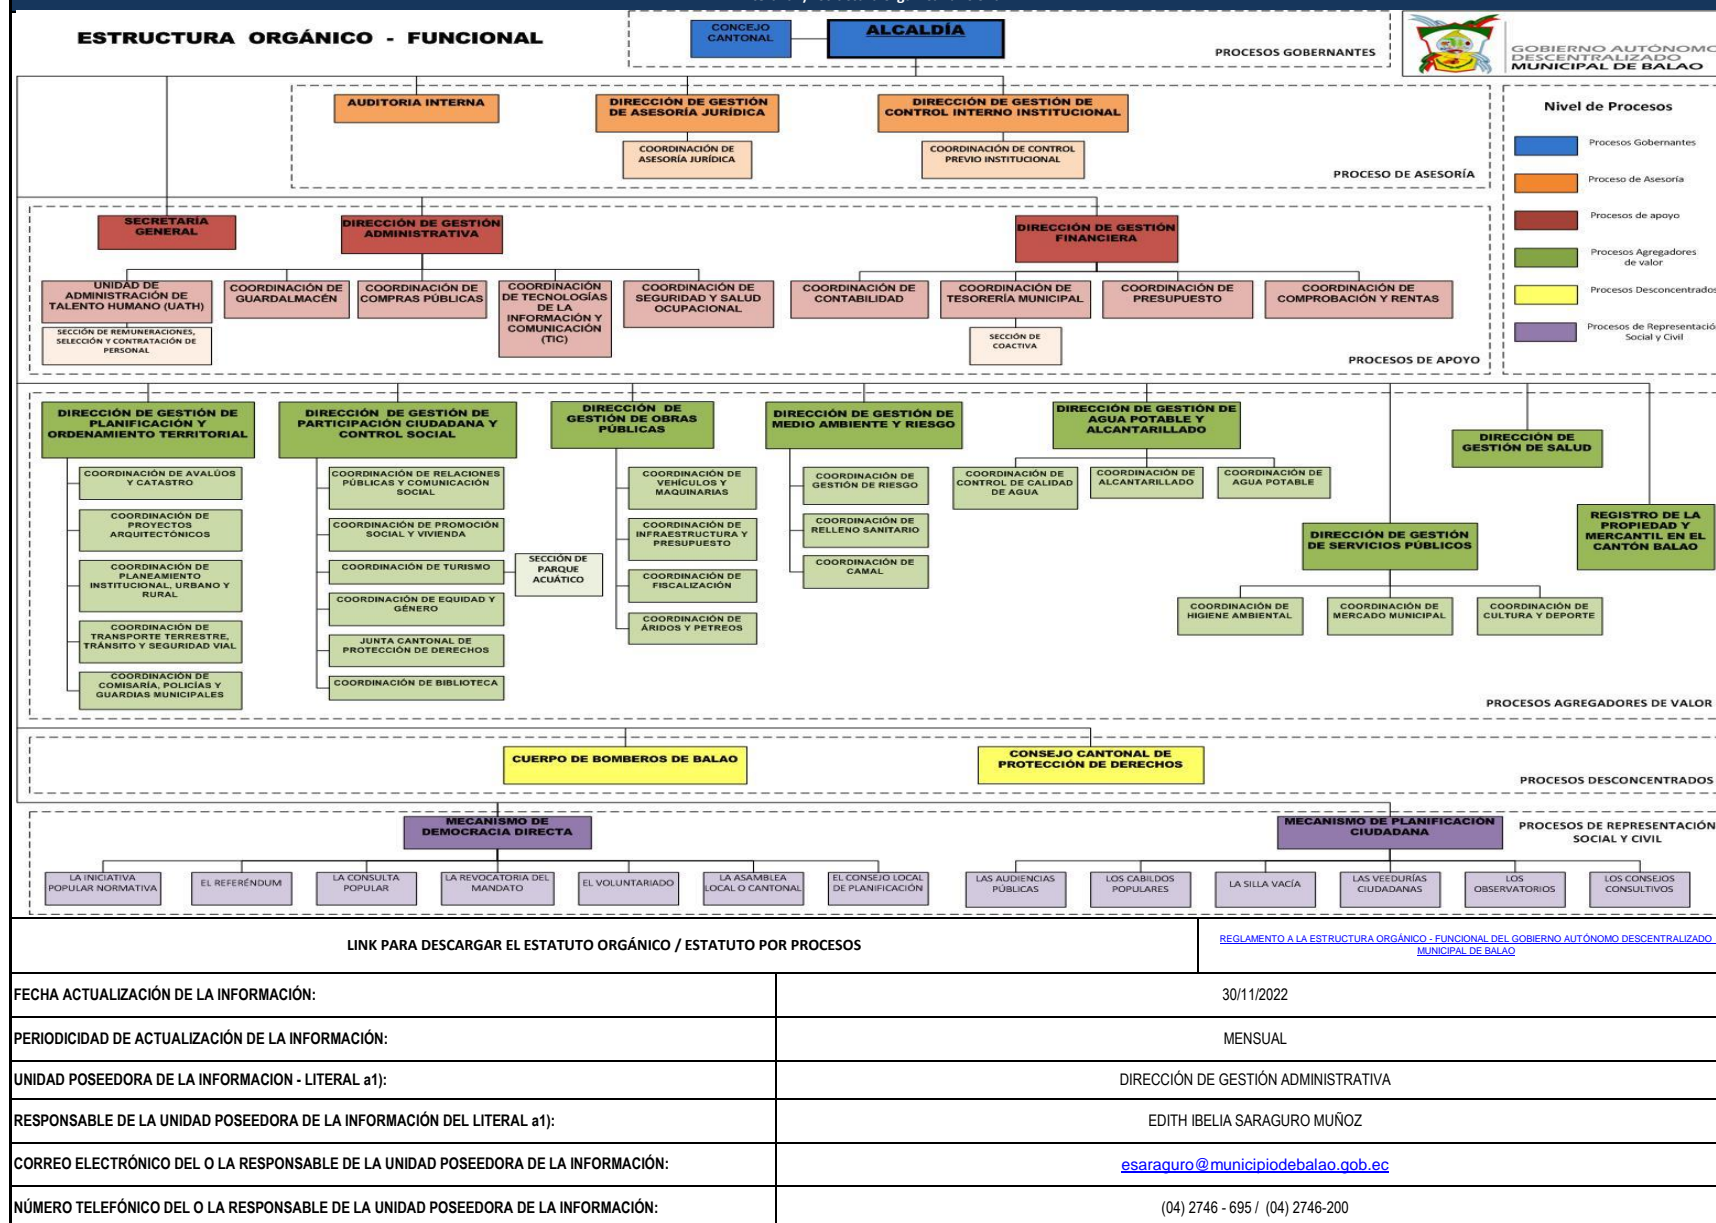 ESTRUCTURA ORGÁNICO - FUNCIONAL
CONCEJO
CANTONAL
ALCALDÍA
PROCESOS GOBERNANTES
GOBIERNO AUTÓNOMO
DESCENTRALIZADO
MUNICIPAL DE BALAO
AUDITORIA INTERNA
DIRECCIÓN DE GESTIÓN
DE ASESORÍA JURÍDICA
DIRECCIÓN DE GESTIÓN DE
CONTROL INTERNO INSTITUCIONAL
COORDINACIÓN DE
ASESORÍA JURÍDICA
COORDINACIÓN DE CONTROL
PREVIO INSTITUCIONAL
PROCESO DE ASESORÍA
Nivel de Procesos
Procesos Gobernantes
Proceso de Asesoría
Procesos de apoyo
Procesos Agregadores
de valor
Procesos Desconcentrados
Procesos de Representació
Social y Civil
SECRETARÍA
GENERAL
DIRECCIÓN DE GESTIÓN
ADMINISTRATIVA
DIRECCIÓN DE GESTIÓN
FINANCIERA
UNIDAD DE
ADMINISTRACIÓN DE
TALENTO HUMANO (UATH)
SECCIÓN DE REMUNERACIONES,
SELECCIÓN Y CONTRATACIÓN DE
PERSONAL
COORDINACIÓN DE
GUARDALMACÉN
COORDINACIÓN DE
COMPRAS PÚBLICAS
COORDINACIÓN
DE TECNOLOGÍAS
DE LA
INFORMACIÓN Y
COMUNICACIÓN
(TIC)
COORDINACIÓN DE
SEGURIDAD Y SALUD
OCUPACIONAL
COORDINACIÓN DE
CONTABILIDAD
COORDINACIÓN DE
TESORERÍA MUNICIPAL
SECCIÓN DE
COACTIVA
COORDINACIÓN DE
PRESUPUESTO
COORDINACIÓN DE
COMPROBACIÓN Y RENTAS
PROCESOS DE APOYO
DIRECCIÓN DE GESTIÓN DE
PLANIFICACIÓN Y
ORDENAMIENTO TERRITORIAL
COORDINACIÓN DE AVALÚOS
Y CATASTRO
COORDINACIÓN DE
PROYECTOS
ARQUITECTÓNICOS
COORDINACIÓN DE
PLANEAMIENTO
INSTITUCIONAL, URBANO Y
RURAL
COORDINACIÓN DE
TRANSPORTE TERRESTRE,
TRÁNSITO Y SEGURIDAD VIAL
COORDINACIÓN DE
COMISARÍA, POLICÍAS Y
GUARDIAS MUNICIPALES
DIRECCIÓN DE GESTIÓN DE
PARTICIPACIÓN CIUDADANA Y
CONTROL SOCIAL
COORDINACIÓN DE RELACIONES
PÚBLICAS Y COMUNICACIÓN
SOCIAL
COORDINACIÓN DE PROMOCIÓN
SOCIAL Y VIVIENDA
COORDINACIÓN DE TURISMO
SECCIÓN DE
PARQUE
ACUÁTICO
COORDINACIÓN DE EQUIDAD Y
GÉNERO
JUNTA CANTONAL DE
PROTECCIÓN DE DERECHOS
COORDINACIÓN DE BIBLIOTECA
DIRECCIÓN DE
GESTIÓN DE OBRAS
PÚBLICAS
COORDINACIÓN DE
VEHÍCULOS Y
MAQUINARIAS
COORDINACIÓN DE
INFRAESTRUCTURA Y
PRESUPUESTO
COORDINACIÓN DE
FISCALIZACIÓN
COORDINACIÓN DE
ÁRIDOS Y PETREOS
DIRECCIÓN DE GESTIÓN DE
MEDIO AMBIENTE Y RIESGO
COORDINACIÓN DE
GESTIÓN DE RIESGO
COORDINACIÓN DE
RELLENO SANITARIO
COORDINACIÓN DE
CAMAL
DIRECCIÓN DE GESTIÓN DE
AGUA POTABLE Y
ALCANTARILLADO
COORDINACIÓN DE
CONTROL DE CALIDAD
DE AGUA
COORDINACIÓN DE
ALCANTARILLADO
COORDINACIÓN DE
AGUA POTABLE
DIRECCIÓN DE
GESTIÓN DE SALUD
DIRECCIÓN DE GESTIÓN
DE SERVICIOS PÚBLICOS
REGISTRO DE LA
PROPIEDAD Y
MERCANTIL EN EL
CANTÓN BALAO
COORDINACIÓN DE
HIGIENE AMBIENTAL
COORDINACIÓN DE
MERCADO MUNICIPAL
COORDINACIÓN DE
CULTURA Y DEPORTE
PROCESOS AGREGADORES DE VALOR
CUERPO DE BOMBEROS DE BALAO
CONSEJO CANTONAL DE
PROTECCIÓN DE DERECHOS
PROCESOS DESCONCENTRADOS
MECANISMO DE
DEMOCRACIA DIRECTA
MECANISMO DE PLANIFICACIÓN
CIUDADANA
PROCESOS DE REPRESENTACIÓN
SOCIAL Y CIVIL
LA INICIATIVA
POPULAR NORMATIVA
EL REFERÉNDUM
LA CONSULTA
POPULAR
LA REVOCATORIA DEL
MANDATO
EL VOLUNTARIADO
LA ASAMBLEA
LOCAL O CANTONAL
EL CONSEJO LOCAL
DE PLANIFICACIÓN
LAS AUDIENCIAS
PÚBLICAS
LOS CABILDOS
POPULARES
LA SILLA VACÍA
LAS VEEDURÍAS
CIUDADANAS
LOS
OBSERVATORIOS
LOS CONSEJOS
CONSULTIVOS
LINK PARA DESCARGAR EL ESTATUTO ORGÁNICO / ESTATUTO POR PROCESOS
REGLAMENTO A LA ESTRUCTURA ORGÁNICO - FUNCIONAL DEL GOBIERNO AUTÓNOMO DESCENTRALIZADO
MUNICIPAL DE BALAO
FECHA ACTUALIZACIÓN DE LA INFORMACIÓN:
30/11/2022
PERIODICIDAD DE ACTUALIZACIÓN DE LA INFORMACIÓN:
MENSUAL
UNIDAD POSEEDORA DE LA INFORMACION - LITERAL a1):
DIRECCIÓN DE GESTIÓN ADMINISTRATIVA
RESPONSABLE DE LA UNIDAD POSEEDORA DE LA INFORMACIÓN DEL LITERAL a1):
EDITH IBELIA SARAGURO MUÑOZ
CORREO ELECTRÓNICO DEL O LA RESPONSABLE DE LA UNIDAD POSEEDORA DE LA INFORMACIÓN:
esaraguro@municipiodebalao.gob.ec
NÚMERO TELEFÓNICO DEL O LA RESPONSABLE DE LA UNIDAD POSEEDORA DE LA INFORMACIÓN:
(04) 2746 - 695 / (04) 2746-200